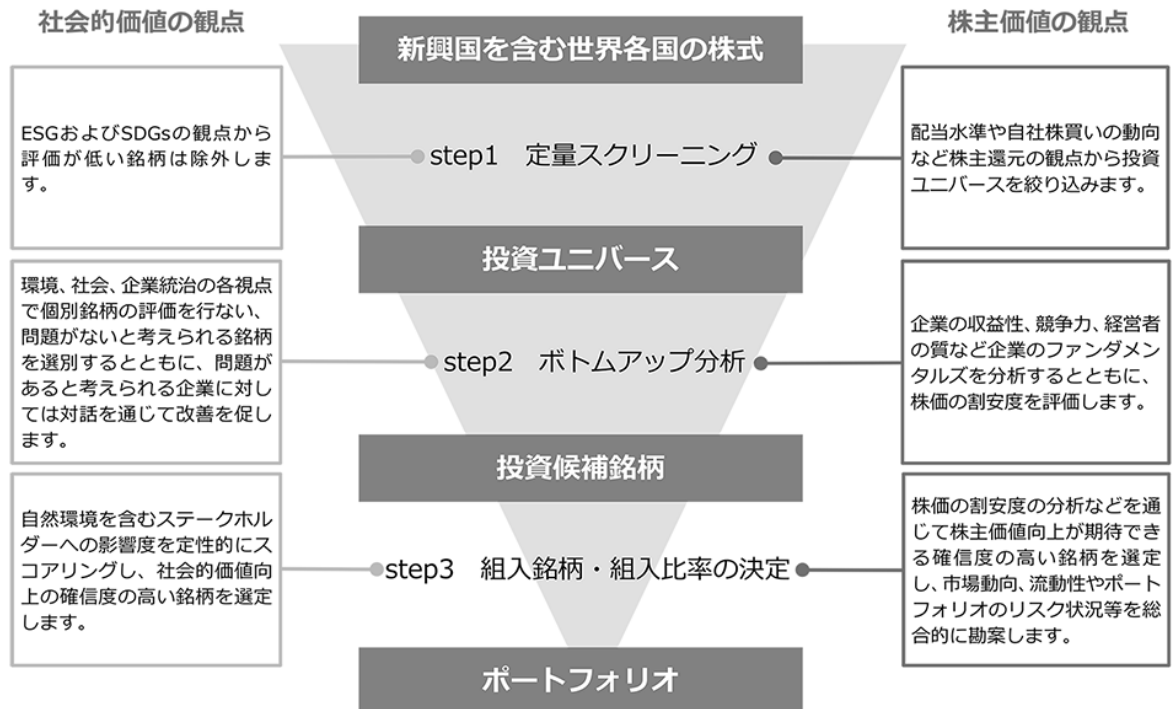 社会的価値の観点
株主価値の観点
新興国を含む世界各国の株式
ESGおよびSDGsの観点から
評価が低い銘柄は除外しま
す。
step1 定量スクリーニング
配当水準や自社株買いの動向
など株主還元の観点から投資
ユニバースを絞り込みます。
投資ユニバース
環境、社会、企業統治の各視点
で個別銘柄の評価を行ない、
問題がないと考えられる銘柄
を選別するとともに、問題が
あると考えられる企業に対し
ては対話を通じて改善を促し
ます。
step2 ボトムアップ分析
企業の収益性、競争力、経営者
の質など企業のファンダメン
タルズを分析するとともに、
株価の割安度を評価します。
投資候補銘柄
自然環境を含むステークホル
ダーへの影響度を定性的にス
コアリングし、社会的価値向
上の確信度の高い銘柄を選定
します。
step3 組入銘柄・組入比率の決定
株価の割安度の分析などを通
じて株主価値向上が期待でき
る確信度の高い銘柄を選定
し、市場動向、流動性やポート
フォリオのリスク状況等を総
合的に勘案します。
ポートフォリオ